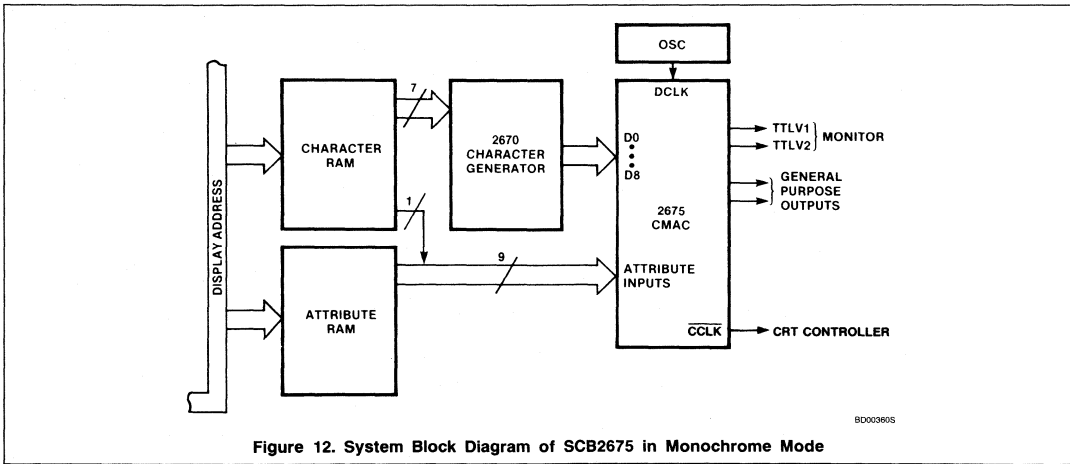 OSC
DCLK
7
CHARACTER
RAM
2670
CHARACTER
GENERATOR
D0
D8
2675
CMAC
TTLV1
TTLV2
MONITOR
GENERAL
PURPOSE
OUTPUTS
1
DISPLAY ADDRESS
9
ATTRIBUTE
RAM
ATTRIBUTE
INPUTS
CCLK
CRT CONTROLLER
BD00360S
Figure 12. System Block Diagram of SCB2675 in Monochrome Mode